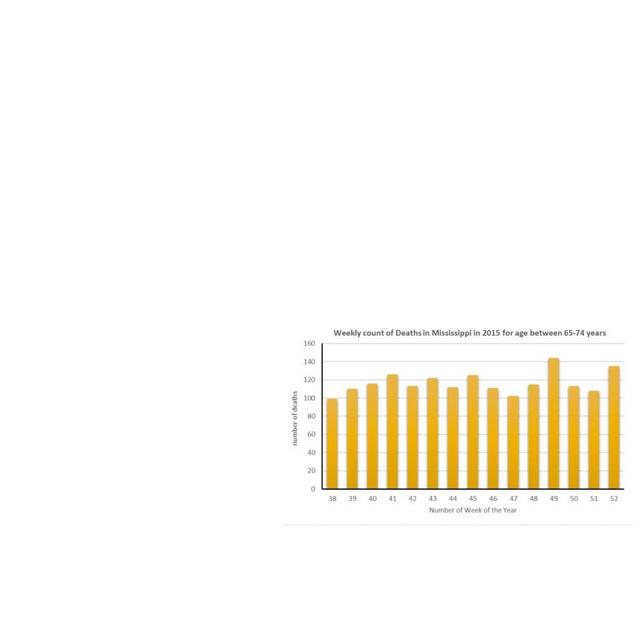 Weekly count of Deaths in Mississippi in 2015 for age between 65-74 years
160
140
120
100
80
60
40
20
0
number of deaths
38 39 40 41 42 43 44 45 46 47 48 49 50 51 52
Number of Week of the Year